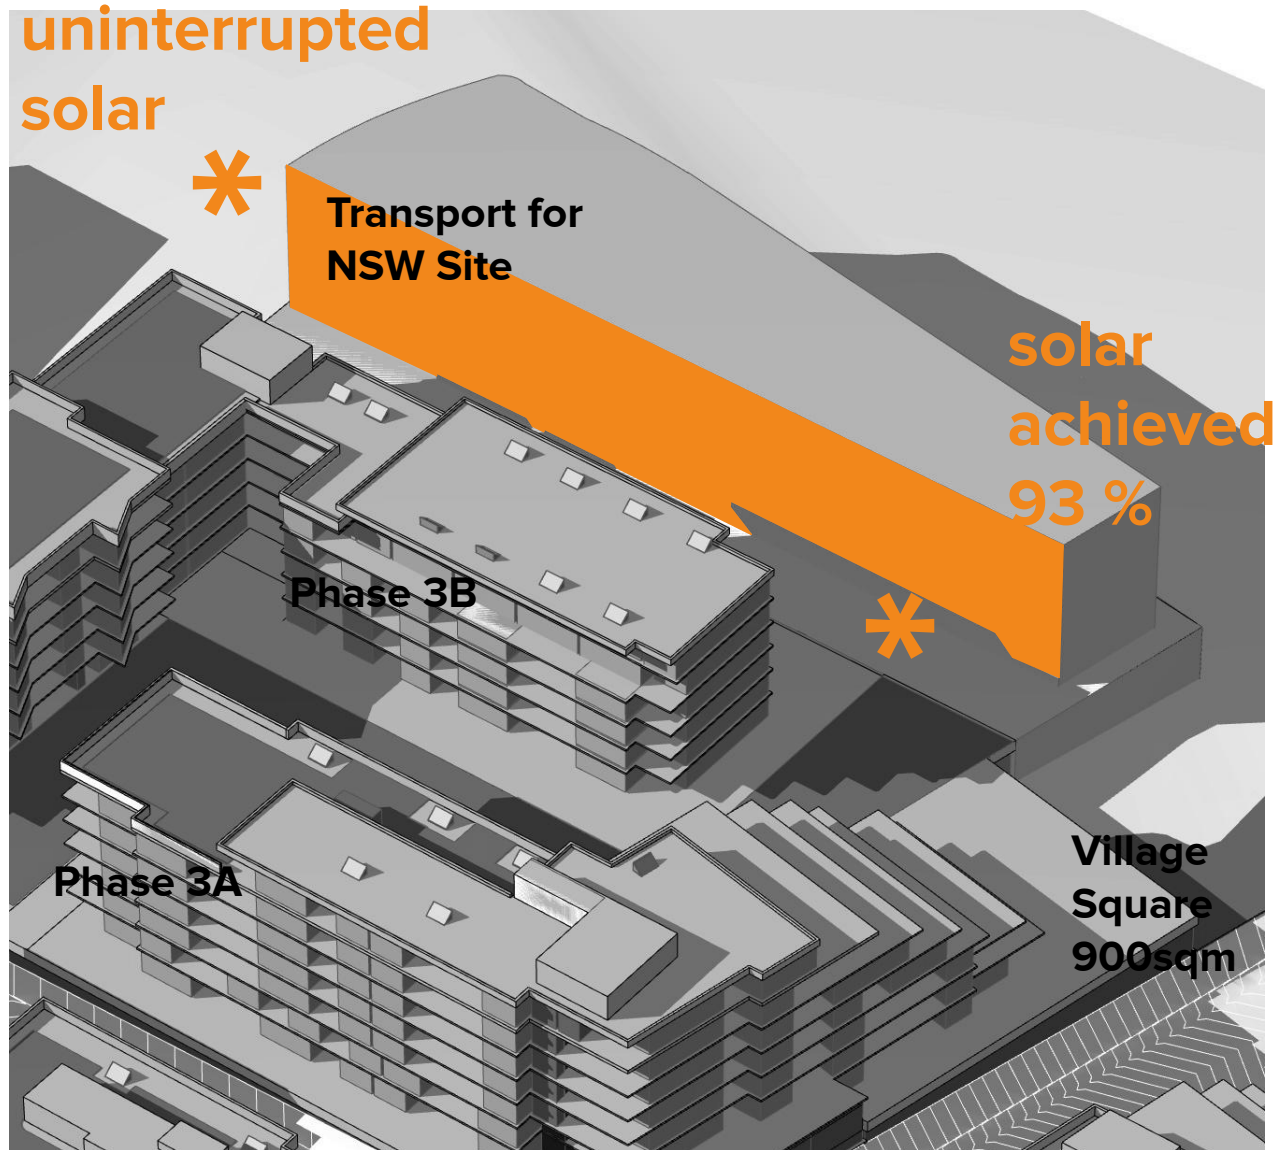 uninterrupted
solar
Transport for
NSW Site
solar
achieved
93 %
Phase 3B
Phase 3A
Village
Square
900sqm